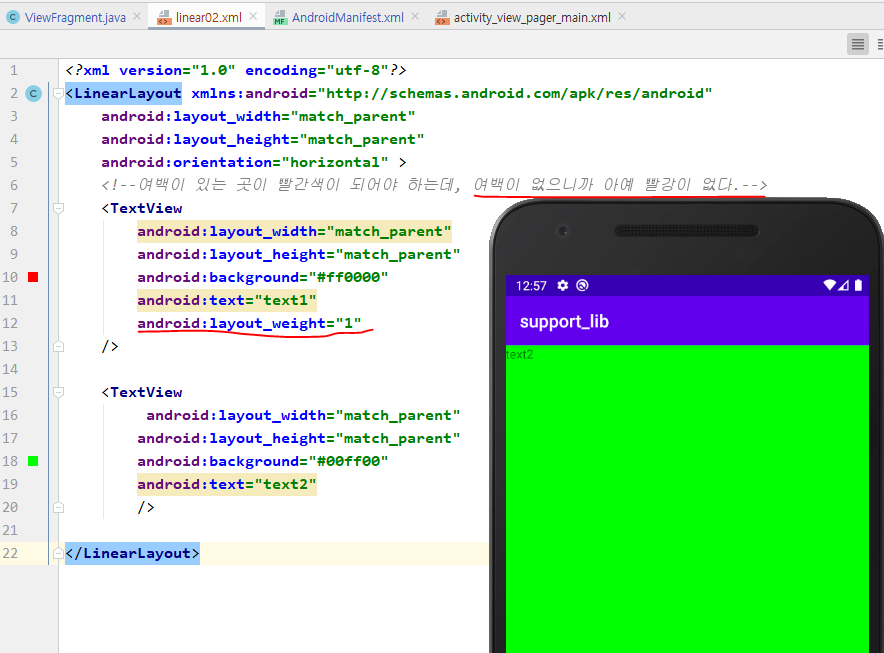 ViewFragment.java
linear02.xml
AndroidManifest.xml
activity_view_pager_main.xml
1 <?xml version="1.0" encoding="utf-8"?>
2 <LinearLayout xmlns:android="http://schemas.android.com/apk/res/android"
3 android:layout_width="match_parent"
4 android:layout_height="match_parent"
5 android:orientation="horizontal" >
6 <!--여백이 있는 곳이 빨간색이 되어야 하는데, 여백이 없으니까 아예 빨강이 없다.-->
7 <TextView
8 android:layout_width="match_parent"
9 android:layout_height="match_parent"
10 android:background="#ff0000"
11 android:text="text1"
12 android:layout_weight="1"
13 />
14
15 <TextView
16 android:layout_width="match_parent"
17 android:layout_height="match_parent"
18 android:background="#00ff00"
19 android:text="text2"
20 />
21
22 </LinearLayout>
12:57
support_lib
text2